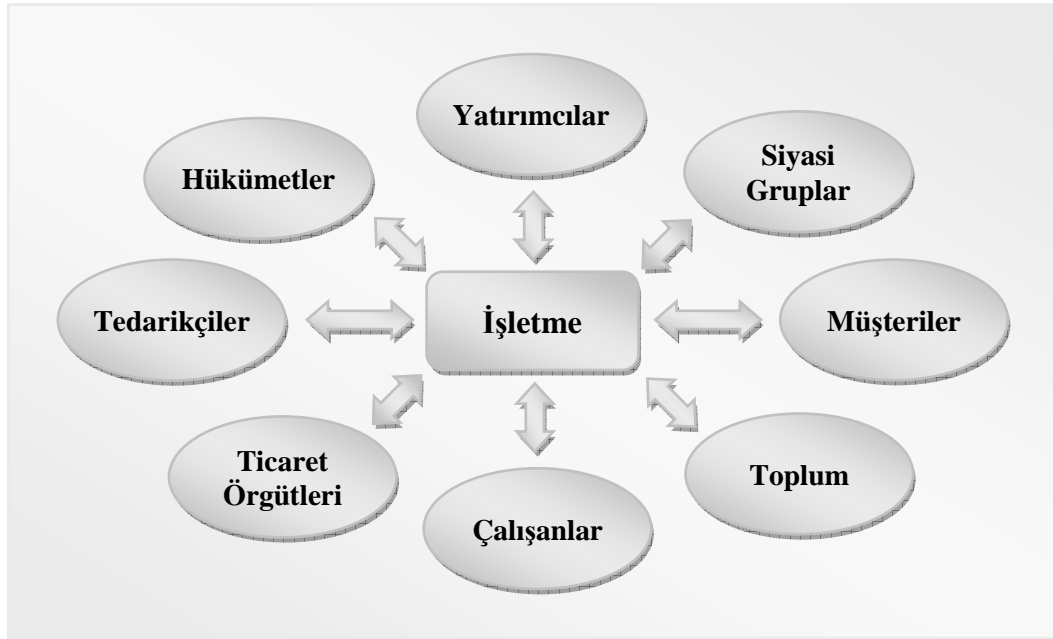 Yatırımcılar
Siyasi
Gruplar
Hükümetler
Tedarikçiler
İşletme
Müşteriler
Ticaret
Örgütleri
Toplum
Çalışanlar